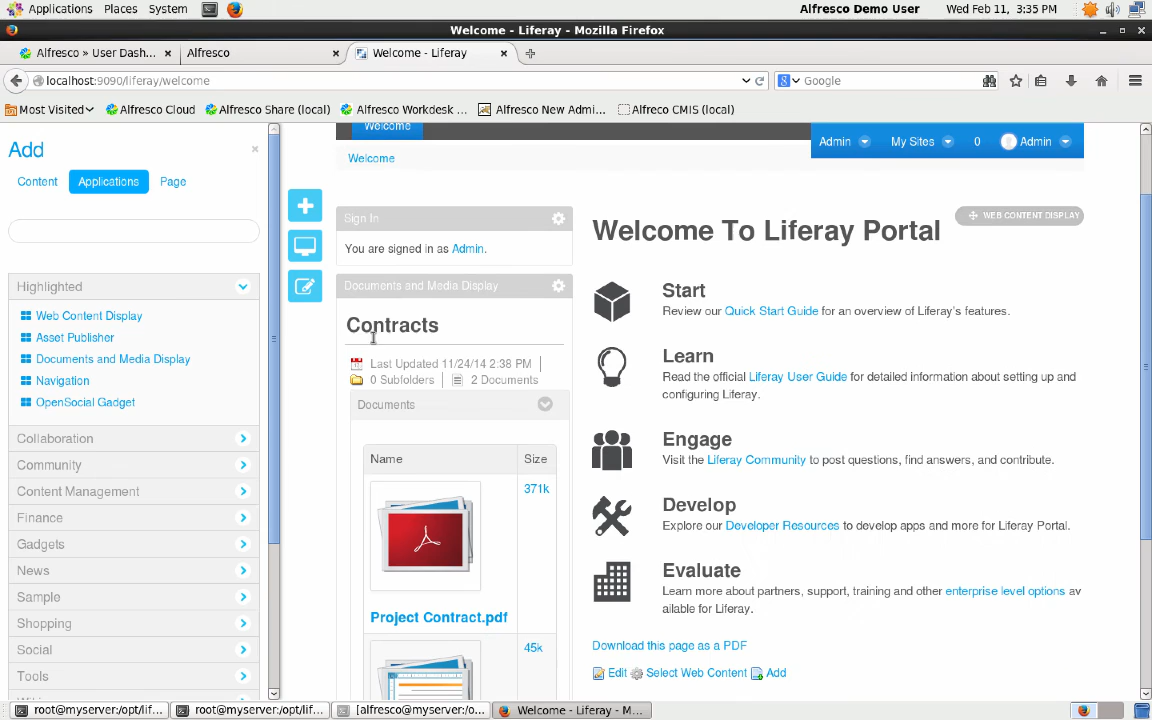 Applications Places System
Alfresco Demo User
Wed Feb 11, 3:35 PM
Welcome - Liferay - Mozilla Firefox
Alfresco » User Dash... ×
Alfresco ×
Welcome - Liferay ×
localhost:9090/liferay/welcome
Google
Most Visited
Alfresco Cloud
Alfresco Share (local)
Alfresco Workdesk ...
Alfresco New Admi...
Alfreco CMIS (local)
Add ×
Content Applications Page
Highlighted
Web Content Display
Asset Publisher
Documents and Media Display
Navigation
OpenSocial Gadget
Collaboration
Community
Content Management
Finance
Gadgets
News
Sample
Shopping
Social
Tools
Welcome
Admin My Sites 0 Admin
Welcome
Sign In
You are signed in as Admin.
Documents and Media Display
Contracts
Last Updated 11/24/14 2:38 PM
0 Subfolders 2 Documents
Documents
Name Size
371k
Project Contract.pdf
45k
WEB CONTENT DISPLAY
Welcome To Liferay Portal
Start
Review our Quick Start Guide for an overview of Liferay's features.
Learn
Read the official Liferay User Guide for detailed information about setting up and
configuring Liferay.
Engage
Visit the Liferay Community to post questions, find answers, and contribute.
Develop
Explore our Developer Resources to develop apps and more for Liferay Portal.
Evaluate
Learn more about partners, support, training and other enterprise level options av
ailable for Liferay.
Download this page as a PDF
Edit Select Web Content Add
root@myserver:/opt/lif...
root@myserver:/opt/lif...
[alfresco@myserver:/o...
Welcome - Liferay - M...